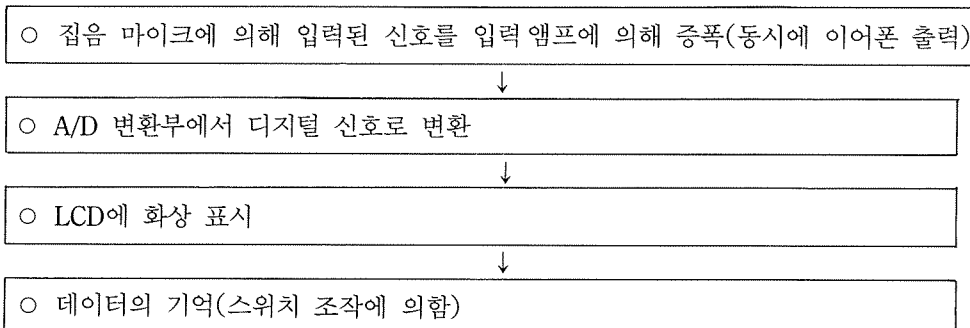 ○ 집음 마이크에 의해 입력된 신호를 입력 앰프에 의해 증폭(동시에 이어폰 출력)
↓
○ A/D 변환부에서 디지털 신호로 변환
↓
○ LCD에 화상 표시
↓
○ 데이터의 기억(스위치 조작에 의함)